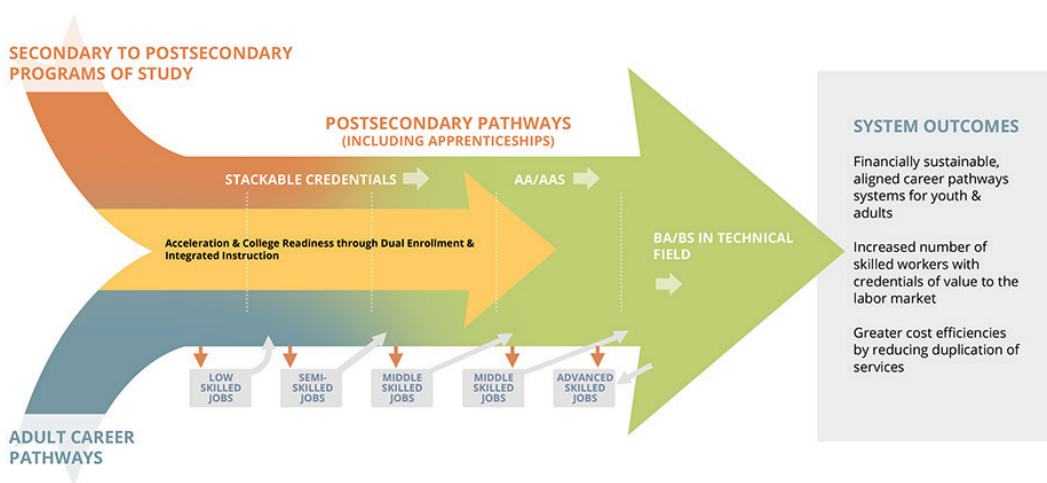 SECONDARY TO POSTSECONDARY
PROGRAMS OF STUDY
POSTSECONDARY PATHWAYS
(INCLUDING APPRENTICESHIPS)
STACKABLE CREDENTIALS
AA/AAS
Acceleration & College Readiness through Dual Enrollment &
Integrated Instruction
BA/BS IN TECHNICAL
FIELD
LOW
SKILLED
JOBS
SEMI-
SKILLED
JOBS
MIDDLE
SKILLED
JOBS
MIDDLE
SKILLED
JOBS
ADVANCED
SKILLED
JOBS
ADULT CAREER
PATHWAYS
SYSTEM OUTCOMES
Financially sustainable,
aligned career pathways
systems for youth &
adults
Increased number of
skilled workers with
credentials of value to the
labor market
Greater cost efficiencies
by reducing duplication of
services